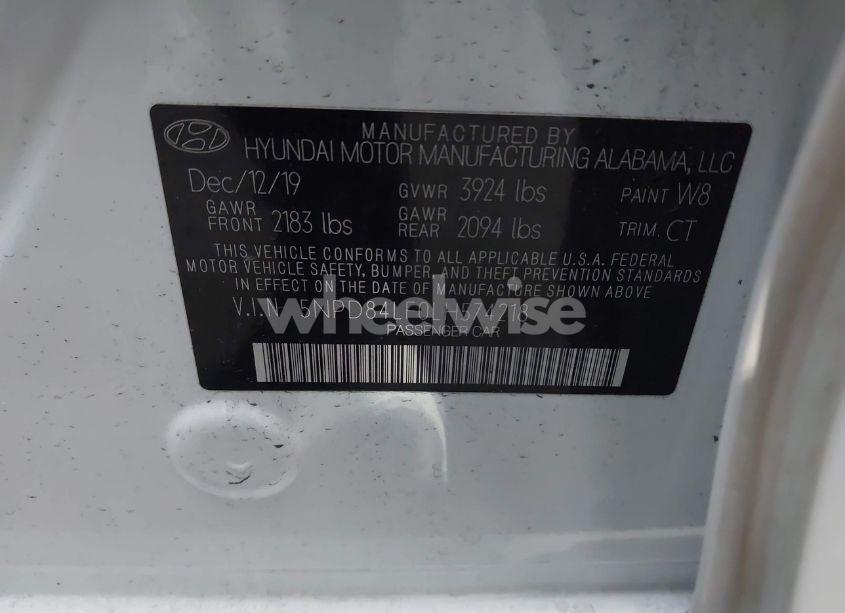 MANUFACTURED BY
HYUNDAI MOTOR MANUFACTURING ALABAMA, LLC
Dec/12/19 GVWR 3924 lbs PAINT W8
GAWR FRONT 2183 lbs GAWR REAR 2094 lbs TRIM. CT
THIS VEHICLE CONFORMS TO ALL APPLICABLE U.S.A. FEDERAL
MOTOR VEHICLE SAFETY, BUMPER, AND THEFT PREVENTION STANDARDS
IN EFFECT ON THE DATE OF MANUFACTURE SHOWN ABOVE
V.I.N.
wheelwise
PASSENGER CAR